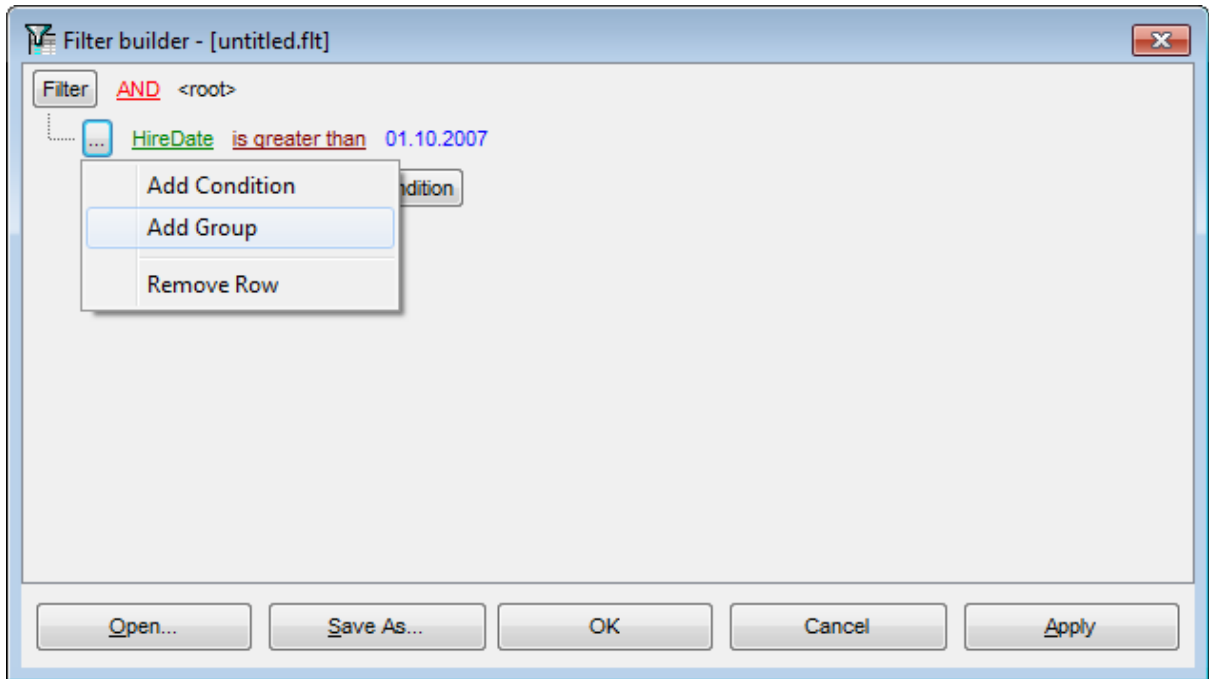 Filter builder - [untitled.flt]
Filter AND <root>
... HireDate is greater than 01.10.2007
Add Condition
Add Group
Remove Row
Open... Save As... OK Cancel Apply